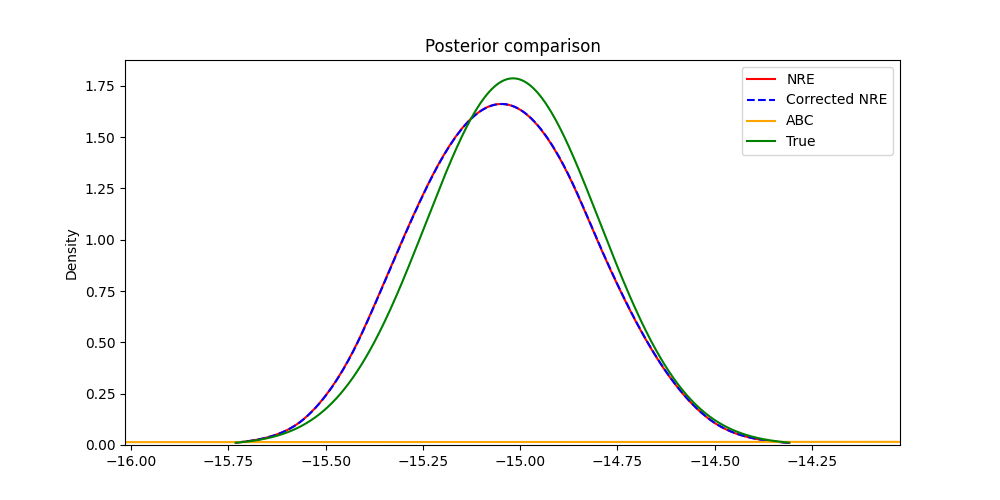 Posterior comparison
NRE
Corrected NRE
ABC
True
Density
1.75
1.50
1.25
1.00
0.75
0.50
0.25
0.00
−16.00 −15.75 −15.50 −15.25 −15.00 −14.75 −14.50 −14.25